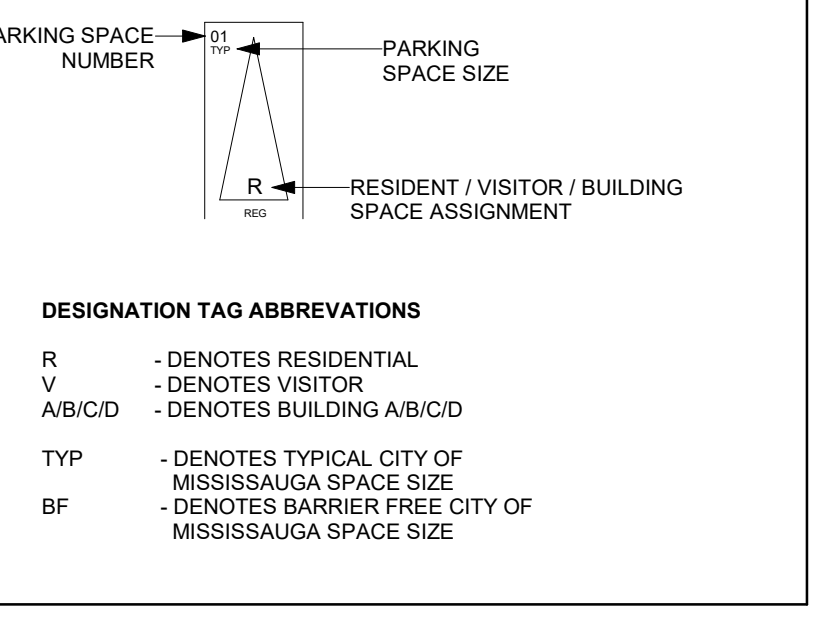 ARKING SPACE
NUMBER
01
TYP
PARKING
SPACE SIZE
R
REG
RESIDENT / VISITOR / BUILDING
SPACE ASSIGNMENT
DESIGNATION TAG ABBREVATIONS
R - DENOTES RESIDENTIAL
V - DENOTES VISITOR
A/B/C/D - DENOTES BUILDING A/B/C/D
TYP - DENOTES TYPICAL CITY OF
MISSISSAUGA SPACE SIZE
BF - DENOTES BARRIER FREE CITY OF
MISSISSAUGA SPACE SIZE